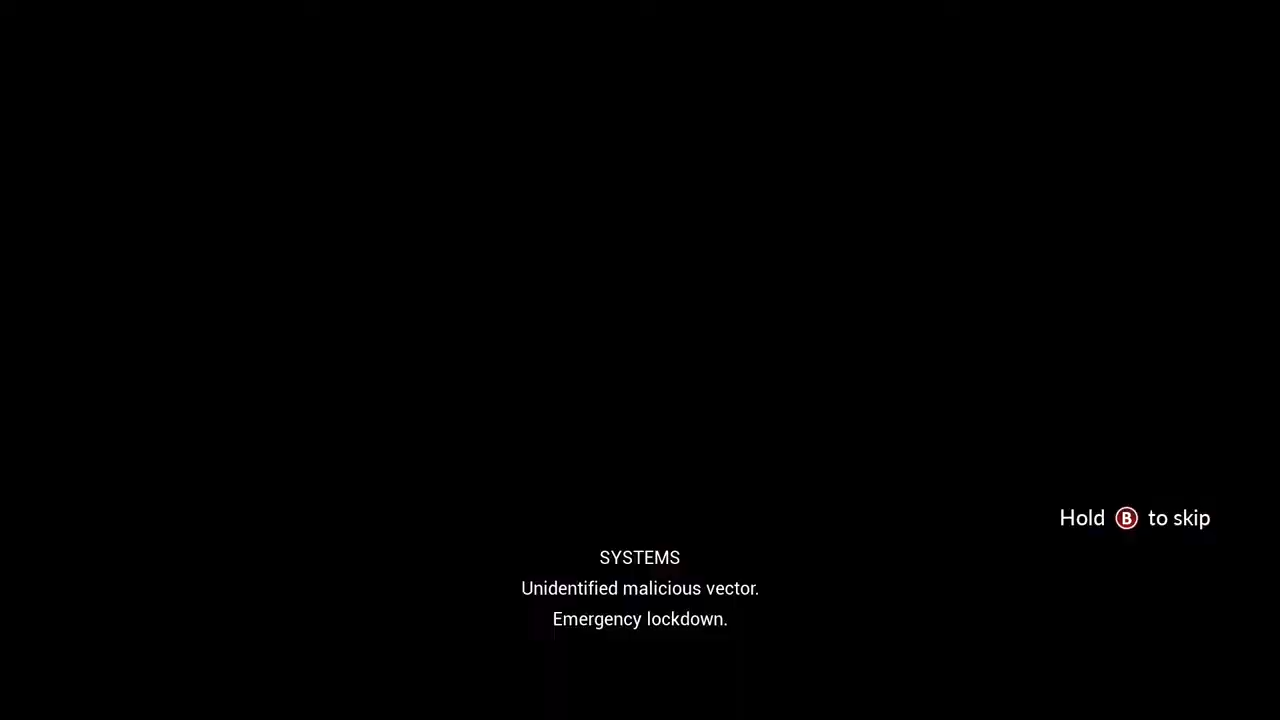 Hold B to skip
SYSTEMS
Unidentified malicious vector.
Emergency lockdown.